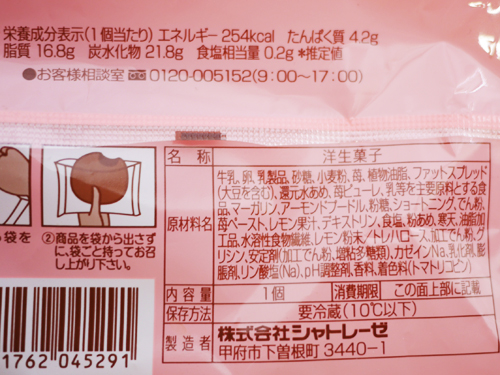 栄養成分表示(1個当たり) エネルギー 254kcal たんぱく質 4.2g
脂質 16.8g 炭水化物 21.8g 食塩相当量 0.2g *推定値
●お客様相談室 0120-005152(9:00〜17:00)
名称 洋生菓子
原材料名 牛乳、卵、乳製品、砂糖、小麦粉、苺、植物油脂、ファットスプレッド
(大豆を含む)、還元水あめ、苺ピューレ、乳等を主要原料とする食
品、マーガリン、アーモンドプードル、粉糖、ショートニング、でん粉、
苺ペースト、レモン果汁、デキストリン、食塩、粉あめ、寒天、油脂加
工品、水溶性食物繊維、レモン粉末/トレハロース、加工でん粉、グ
リシン、安定剤(加工でん粉、増粘多糖類)、カゼインNa、乳化剤、膨
脹剤、リン酸塩(Na)、pH調整剤、香料、着色料(トマトリコピン)
内容量 1個 消費期限 この面上部に記載
保存方法 要冷蔵(10℃以下)
製造者 株式会社シャトレーゼ
甲府市下曽根町 3440-1
ら袋を
②商品を袋から出さず
に、袋ごと持ってお召
し上がり下さい。
1762 045291